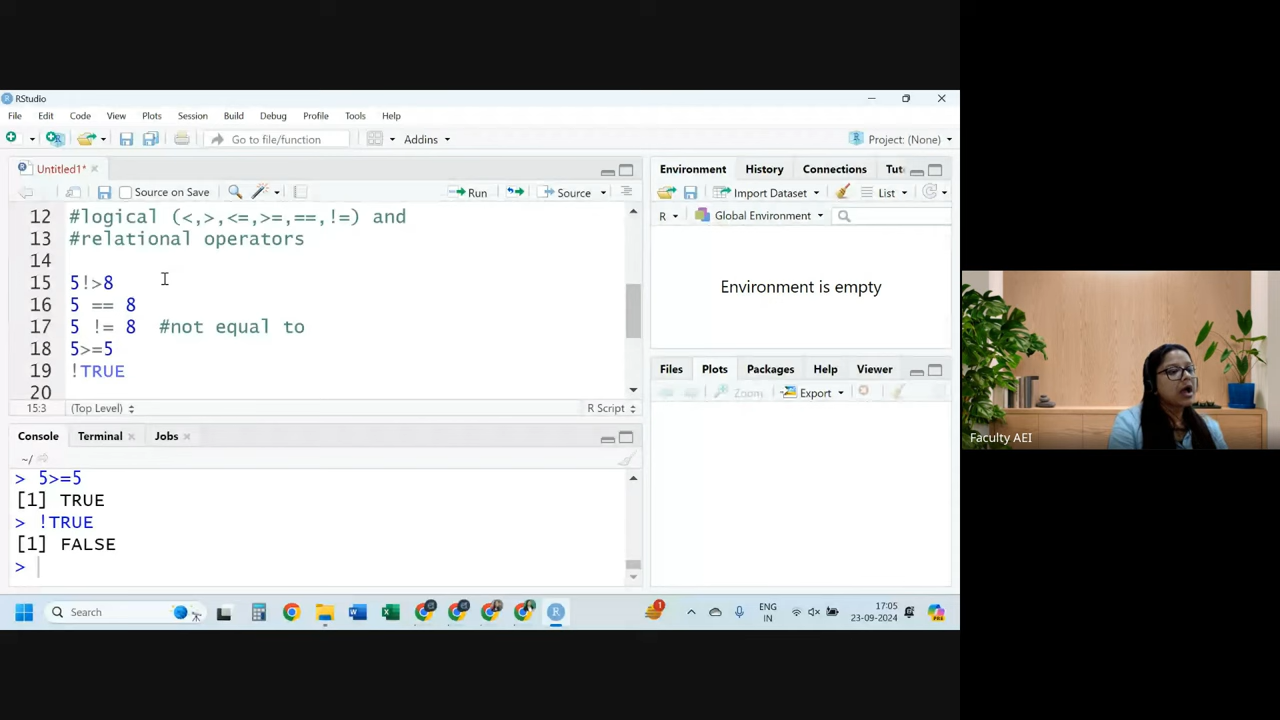 RStudio
File Edit Code View Plots Session Build Debug Profile Tools Help
Go to file/function Addins Project: (None)
Untitled1*
Source on Save Run Source
12 #logical (<,>,<=,>=,==,!=) and
13 #relational operators
14
15 5!>8
16 5 == 8
17 5 != 8 #not equal to
18 5>=5
19 !TRUE
20
15:3 (Top Level) R Script
Console Terminal Jobs
~/
> 5>=5
[1] TRUE
> !TRUE
[1] FALSE
>
Environment History Connections Tut
Import Dataset List
R Global Environment
Environment is empty
Files Plots Packages Help Viewer
Zoom Export
Faculty AEI
Search
1
ENG
IN
17:05
23-09-2024